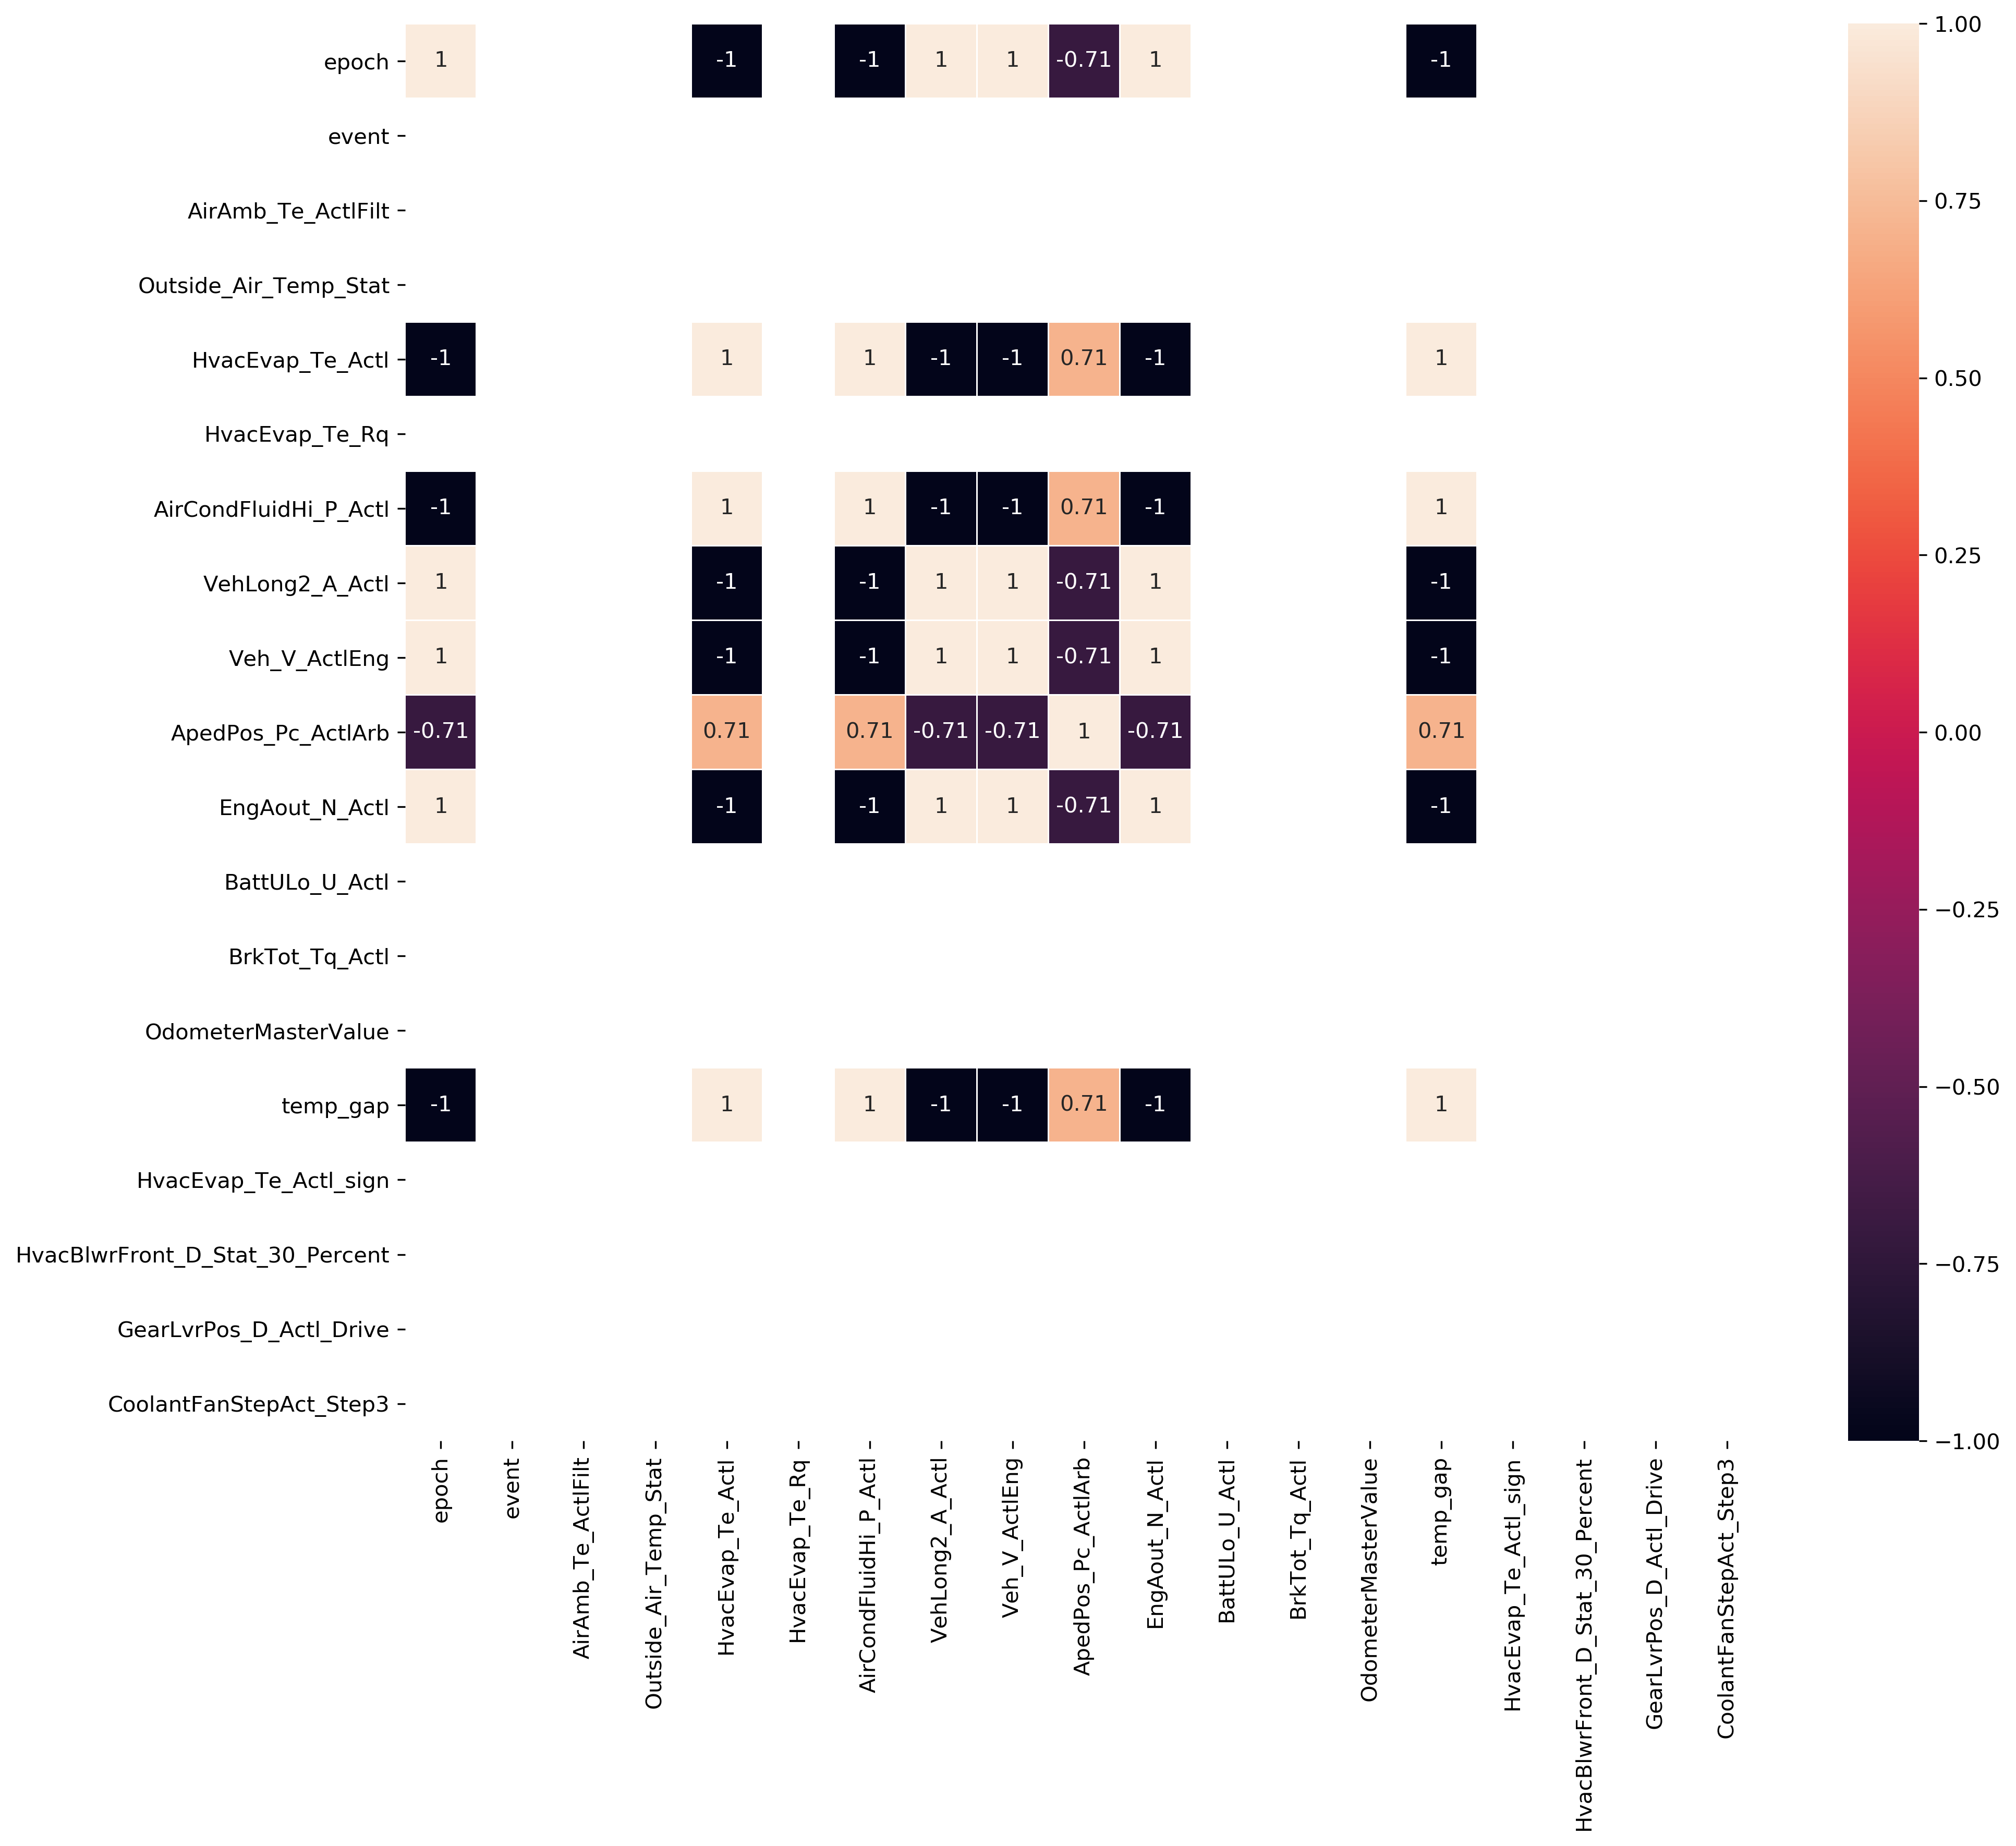 epoch 1 -1 -1 1 1 -0.71 1 -1
event
AirAmb_Te_ActlFilt
Outside_Air_Temp_Stat
HvacEvap_Te_Actl -1 1 1 -1 -1 0.71 -1 1
HvacEvap_Te_Rq
AirCondFluidHi_P_Actl -1 1 1 -1 -1 0.71 -1 1
VehLong2_A_Actl 1 -1 -1 1 1 -0.71 1 -1
Veh_V_ActlEng 1 -1 -1 1 1 -0.71 1 -1
ApedPos_Pc_ActlArb -0.71 0.71 0.71 -0.71 -0.71 1 -0.71 0.71
EngAout_N_Actl 1 -1 -1 1 1 -0.71 1 -1
BattULo_U_Actl
BrkTot_Tq_Actl
OdometerMasterValue
temp_gap -1 1 1 -1 -1 0.71 -1 1
HvacEvap_Te_Actl_sign
HvacBlwrFront_D_Stat_30_Percent
GearLvrPos_D_Actl_Drive
CoolantFanStepAct_Step3
epoch
event
AirAmb_Te_ActlFilt
Outside_Air_Temp_Stat
HvacEvap_Te_Actl
HvacEvap_Te_Rq
AirCondFluidHi_P_Actl
VehLong2_A_Actl
Veh_V_ActlEng
ApedPos_Pc_ActlArb
EngAout_N_Actl
BattULo_U_Actl
BrkTot_Tq_Actl
OdometerMasterValue
temp_gap
HvacEvap_Te_Actl_sign
HvacBlwrFront_D_Stat_30_Percent
GearLvrPos_D_Actl_Drive
CoolantFanStepAct_Step3
1.00
0.75
0.50
0.25
0.00
−0.25
−0.50
−0.75
−1.00